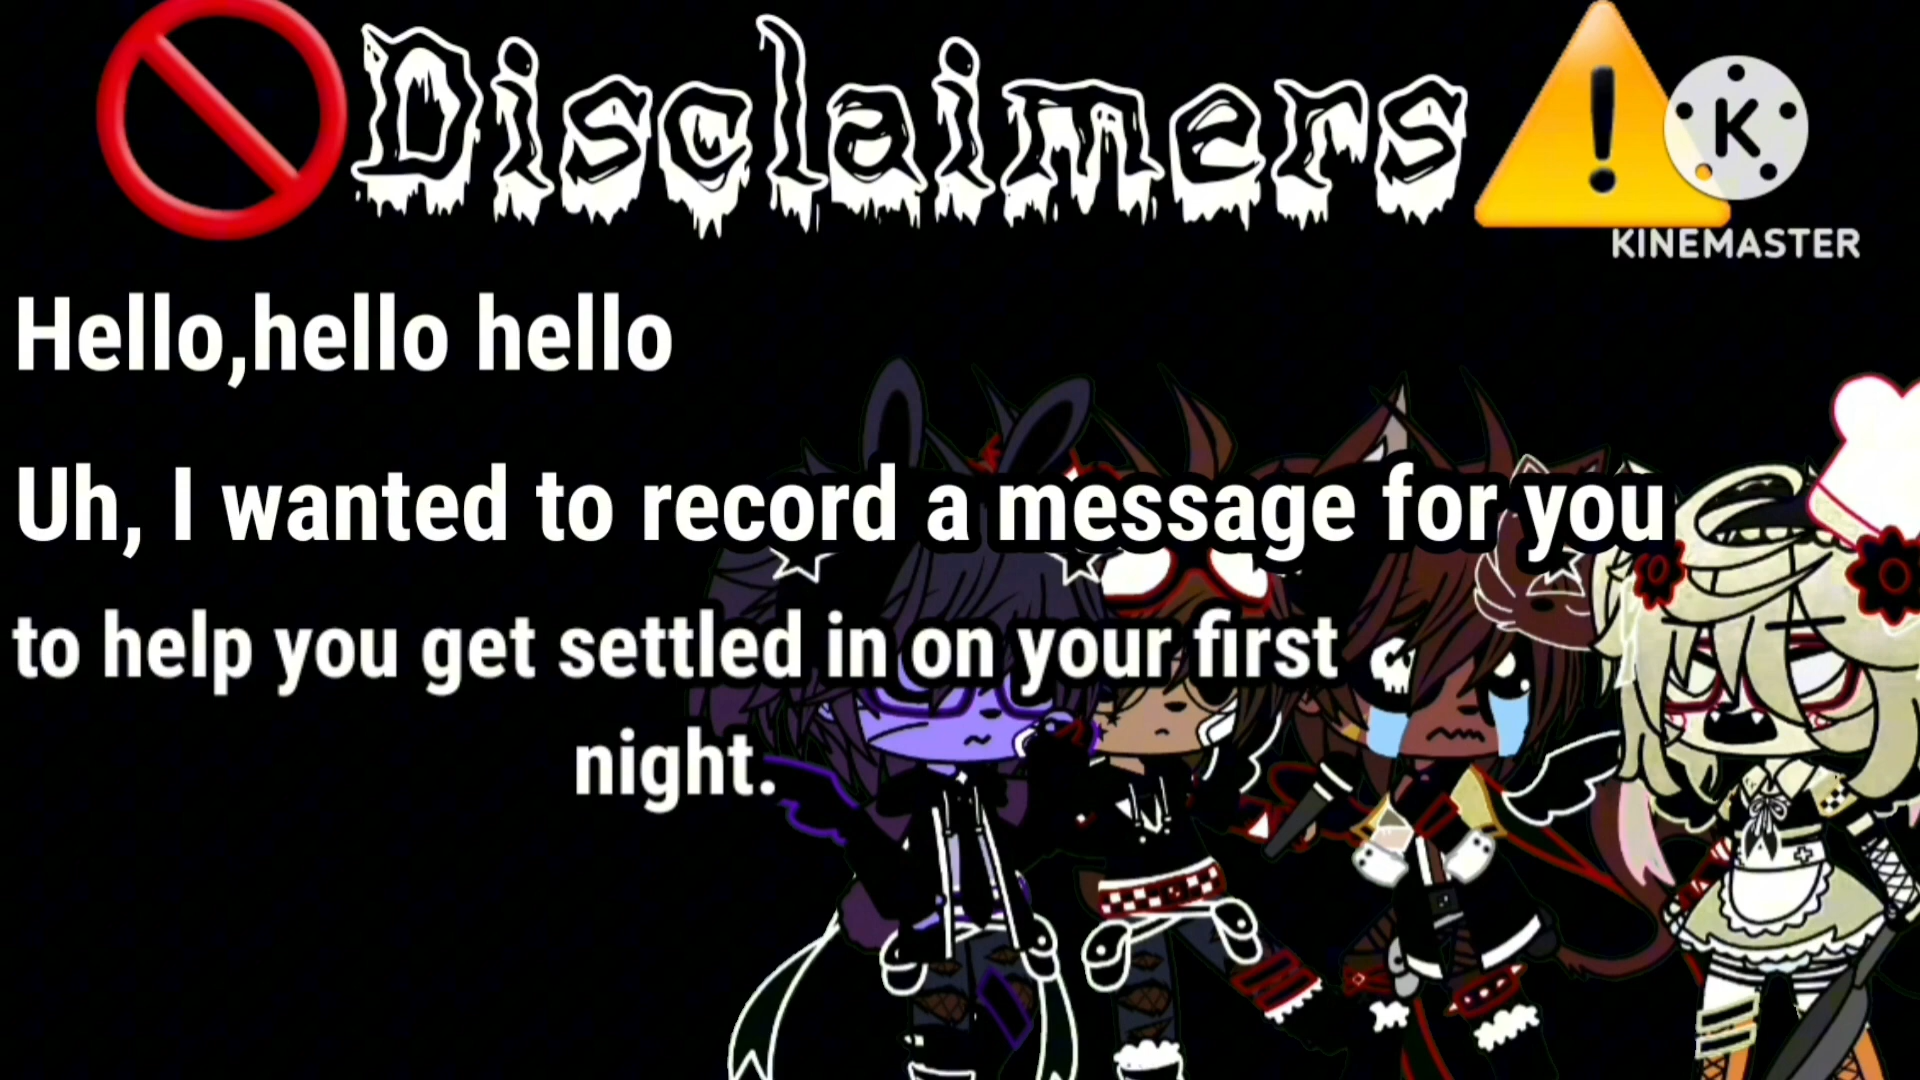 Disclaimers
K
KINEMASTER
Hello,hello hello
Uh, I wanted to record a message for you
to help you get settled in on your first
night.